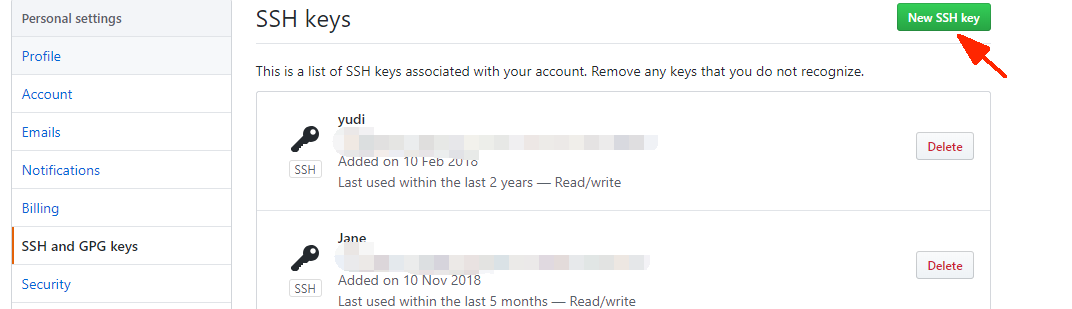 Personal settings
Profile
Account
Emails
Notifications
Billing
SSH and GPG keys
Security
SSH keys
New SSH key
This is a list of SSH keys associated with your account. Remove any keys that you do not recognize.
yudi
SSH
Added on 10 Feb 2018
Last used within the last 2 years — Read/write
Delete
Jane
SSH
Added on 10 Nov 2018
Last used within the last 5 months — Read/write
Delete